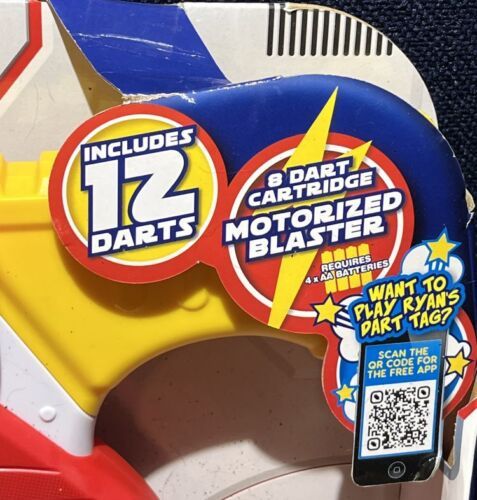 INCLUDES
12
DARTS
8 DART
CARTRIDGE
MOTORIZED
BLASTER
REQUIRES
4 x AA BATTERIES
WANT TO
PLAY RYAN'S
DART TAG?
SCAN THE
QR CODE FOR
THE FREE APP